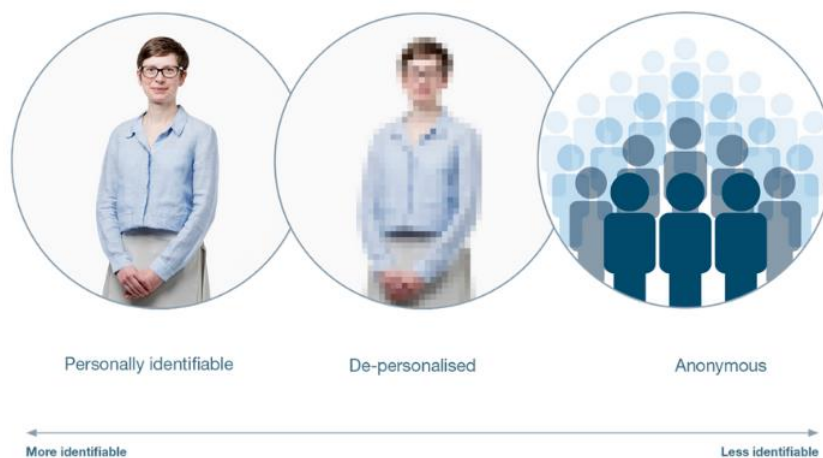 Personally identifiable
De-personalised
Anonymous
More identifiable
Less identifiable